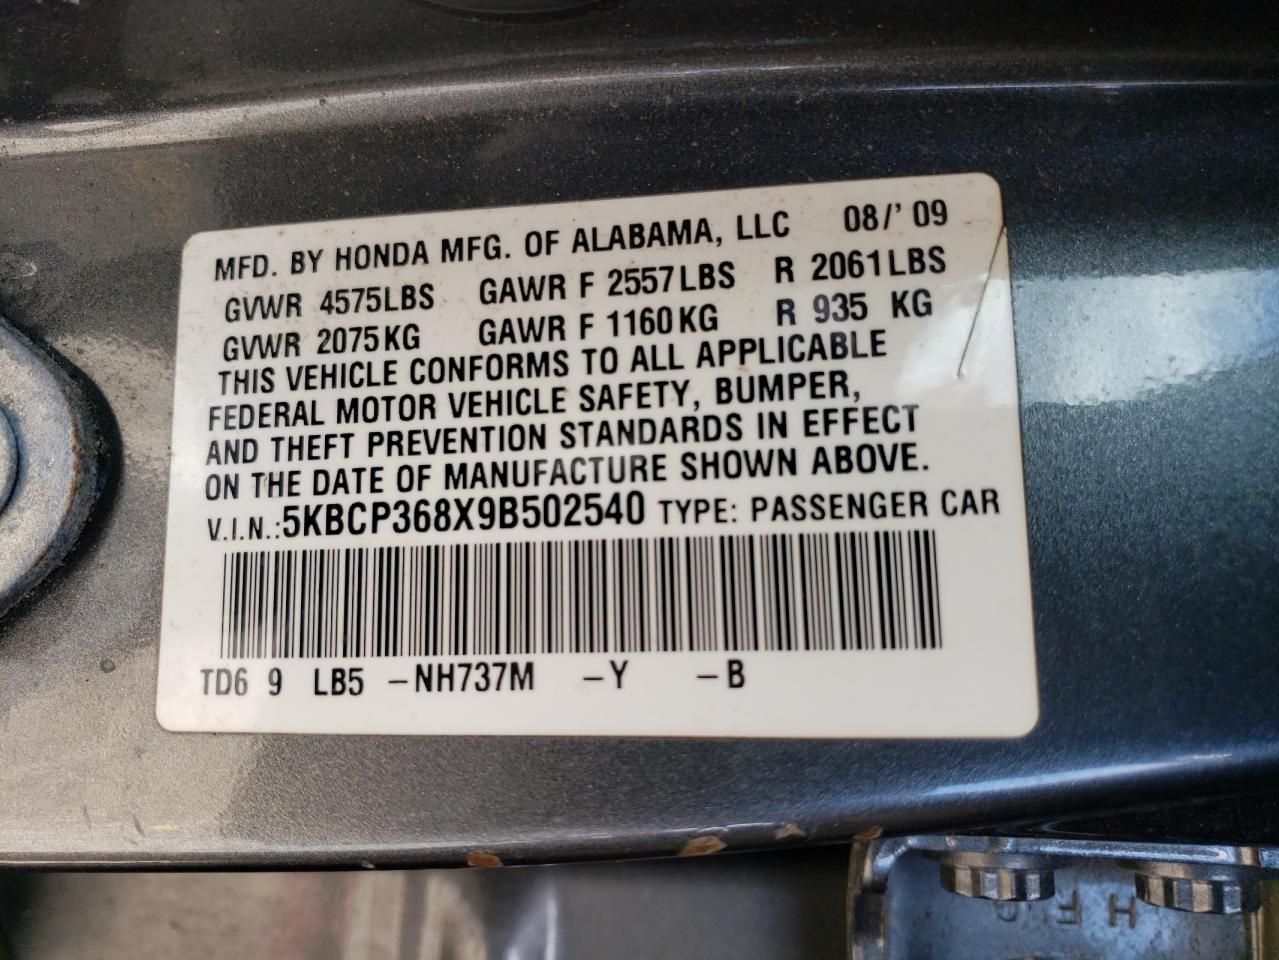 MFD. BY HONDA MFG. OF ALABAMA, LLC 08/' 09
GVWR 4575LBS GAWR F 2557LBS R 2061LBS
GVWR 2075KG GAWR F 1160KG R 935 KG
THIS VEHICLE CONFORMS TO ALL APPLICABLE
FEDERAL MOTOR VEHICLE SAFETY, BUMPER,
AND THEFT PREVENTION STANDARDS IN EFFECT
ON THE DATE OF MANUFACTURE SHOWN ABOVE.
V.I.N.:5KBCP368X9B502540 TYPE: PASSENGER CAR
TD6 9 LB5 -NH737M -Y -B